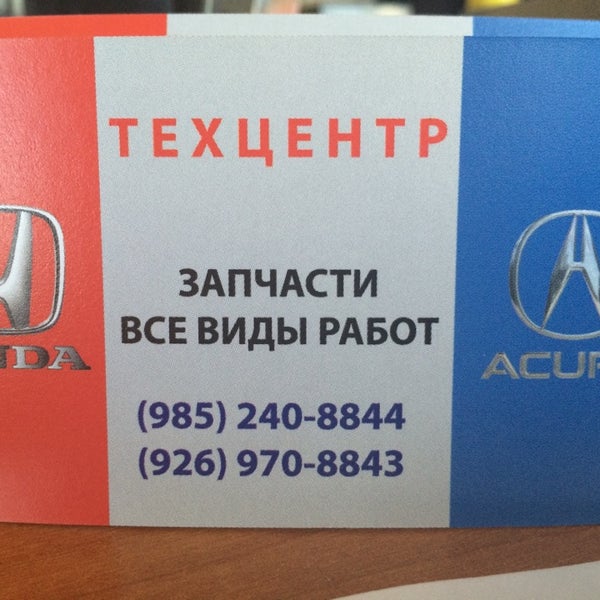 ТЕХЦЕНТР
ЗАПЧАСТИ
ВСЕ ВИДЫ РАБОТ
(985) 240-8844
(926) 970-8843